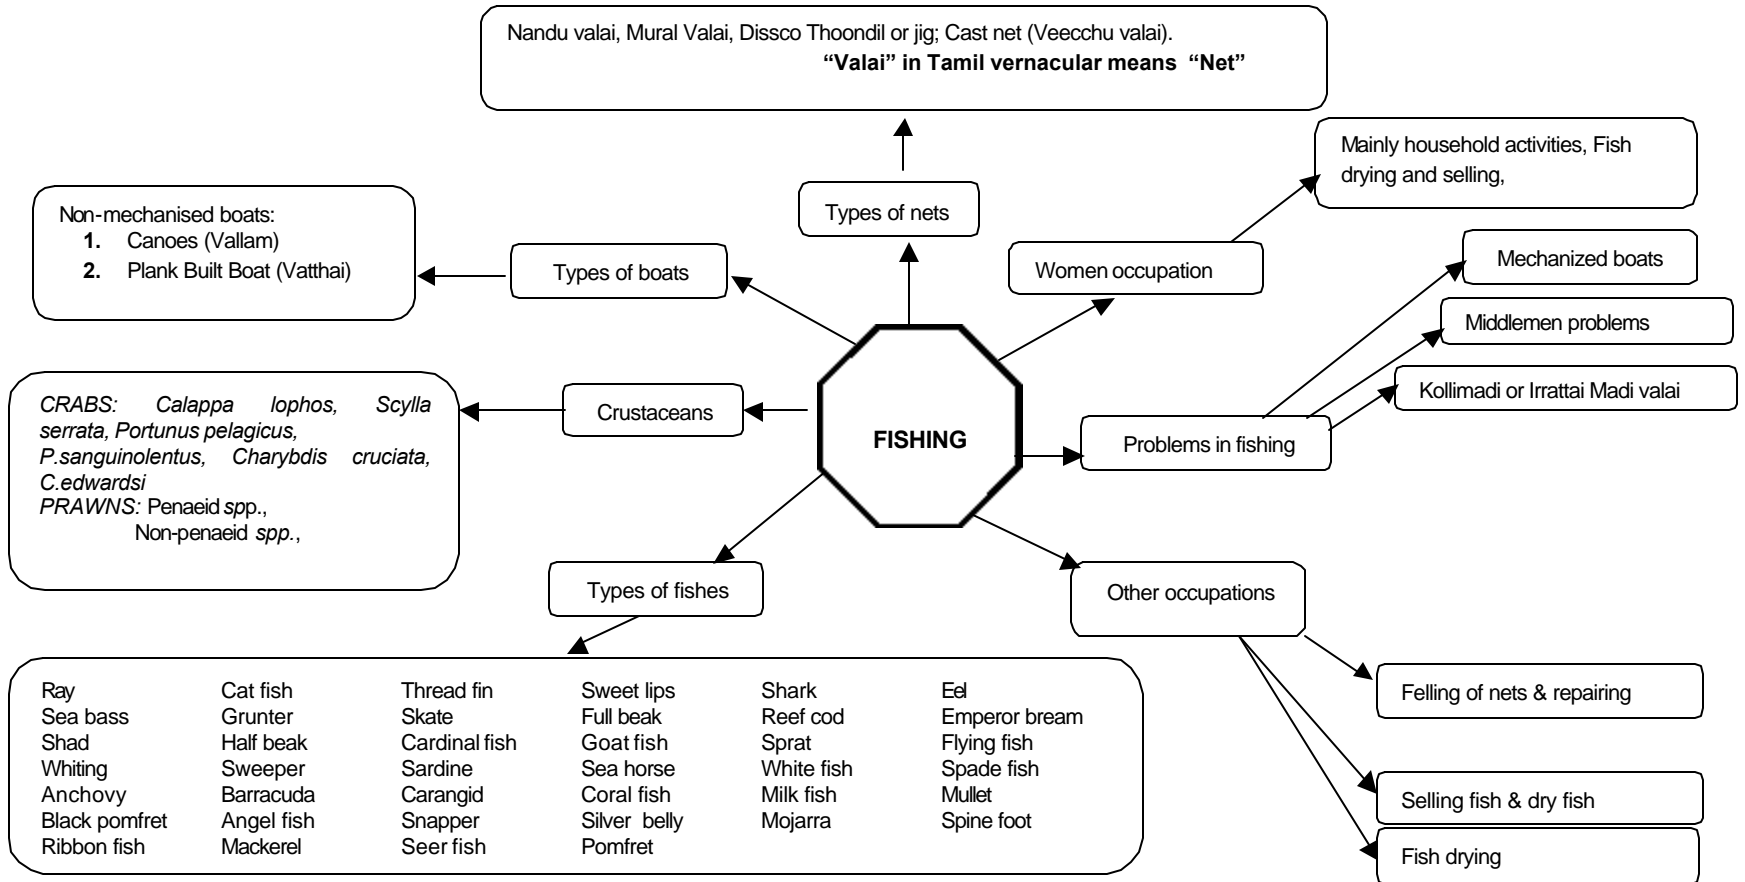 Nandu valai, Mural Valai, Dissco Thoondil or jig; Cast net (Veecchu valai).
“Valai” in Tamil vernacular means “Net”
Mainly household activities, Fish
drying and selling,
Non-mechanised boats:
1. Canoes (Vallam)
2. Plank Built Boat (Vatthai)
Types of nets
Types of boats
Women occupation
Mechanized boats
Middlemen problems
Kollimadi or Irrattai Madi valai
CRABS: Calappa lophos, Scylla
serrata, Portunus pelagicus,
P.sanguinolentus, Charybdis cruciata,
C.edwardsi
PRAWNS: Penaeid spp.,
Non-penaeid spp.,
Crustaceans
FISHING
Problems in fishing
Types of fishes
Other occupations
Ray Cat fish Thread fin Sweet lips Shark Eel
Sea bass Grunter Skate Full beak Reef cod Emperor bream
Shad Half beak Cardinal fish Goat fish Sprat Flying fish
Whiting Sweeper Sardine Sea horse White fish Spade fish
Anchovy Barracuda Carangid Coral fish Milk fish Mullet
Black pomfret Angel fish Snapper Silver belly Mojarra Spine foot
Ribbon fish Mackerel Seer fish Pomfret
Felling of nets & repairing
Selling fish & dry fish
Fish drying